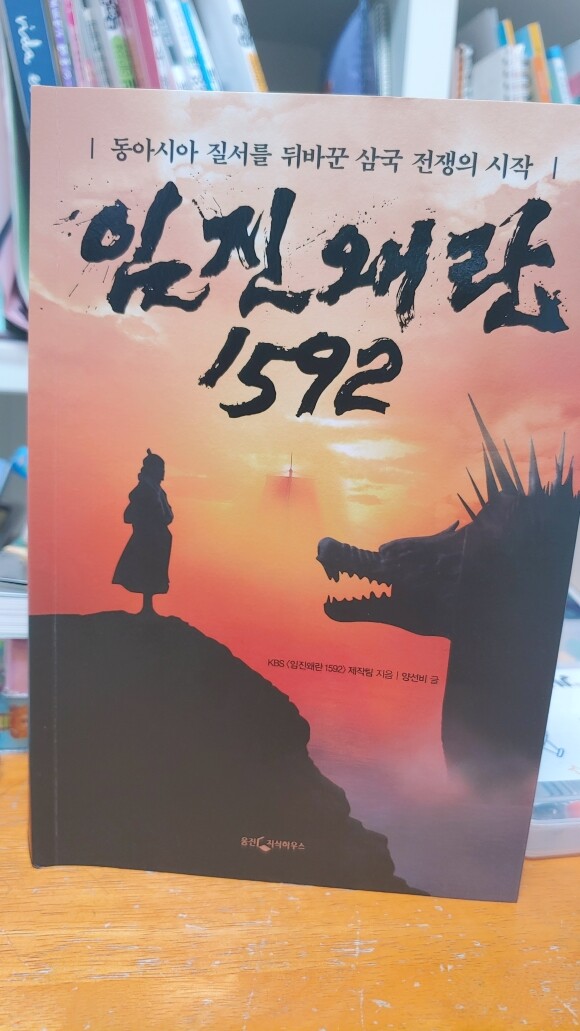 동아시아 질서를 뒤바꾼 삼국 전쟁의 시작
임진왜란
1592
KBS 〈임진왜란 1592〉 제작팀 지음 | 양선비 글
웅진 지식하우스
vida